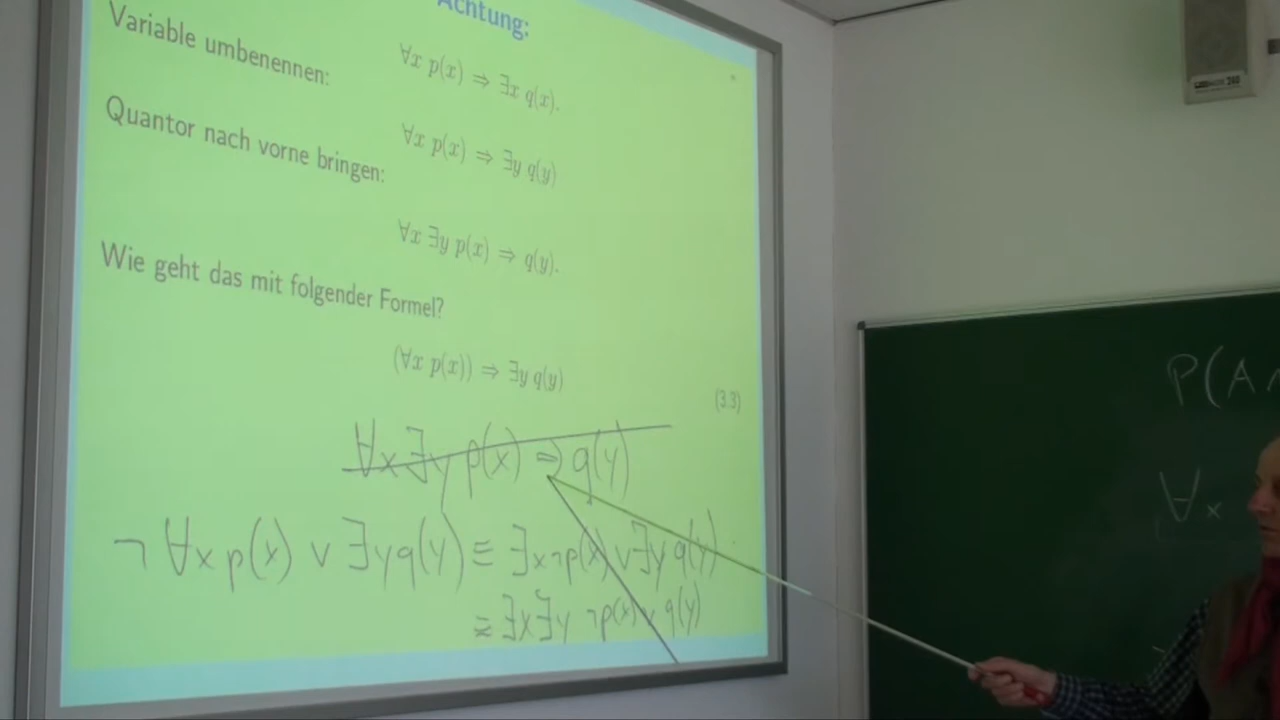 Achtung:
Variable umbenennen:
∀x p(x) ⇒ ∃x q(x).
Quantor nach vorne bringen:
∀x p(x) ⇒ ∃y q(y)
∀x ∃y p(x) ⇒ q(y).
Wie geht das mit folgender Formel?
(∀x p(x)) ⇒ ∃y q(y)
(3.3)
∀x ∃y p(x) ⇒ q(y)
¬ ∀x p(x) ∨ ∃y q(y) ≡ ∃x ¬p(x) ∨ ∃y q(y)
≡ ∃x ∃y ¬p(x) ∨ q(y)
P(A ∧
∀x